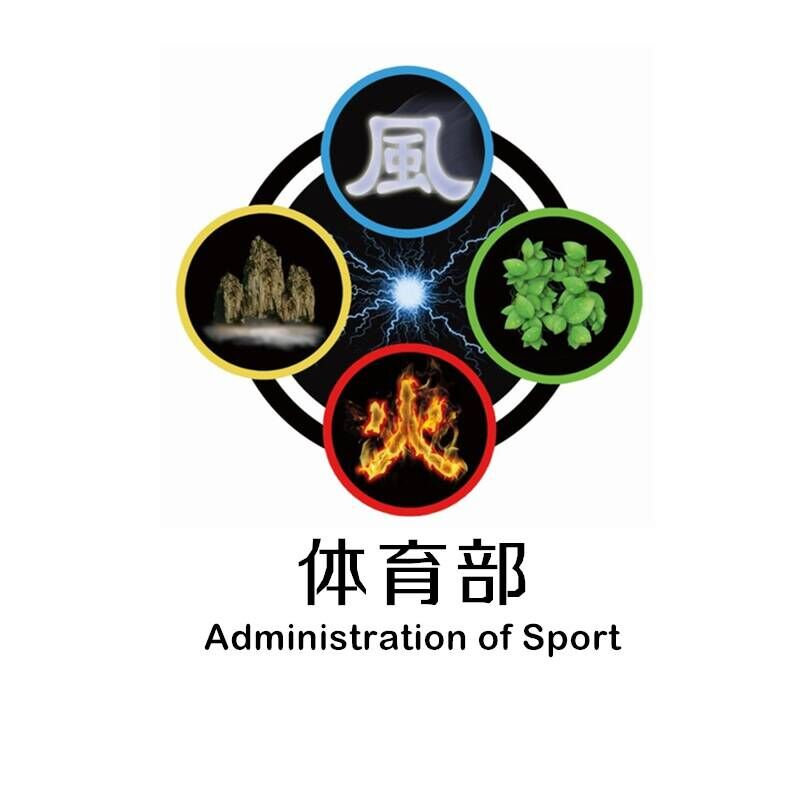 風
火
体育部
Administration of Sport